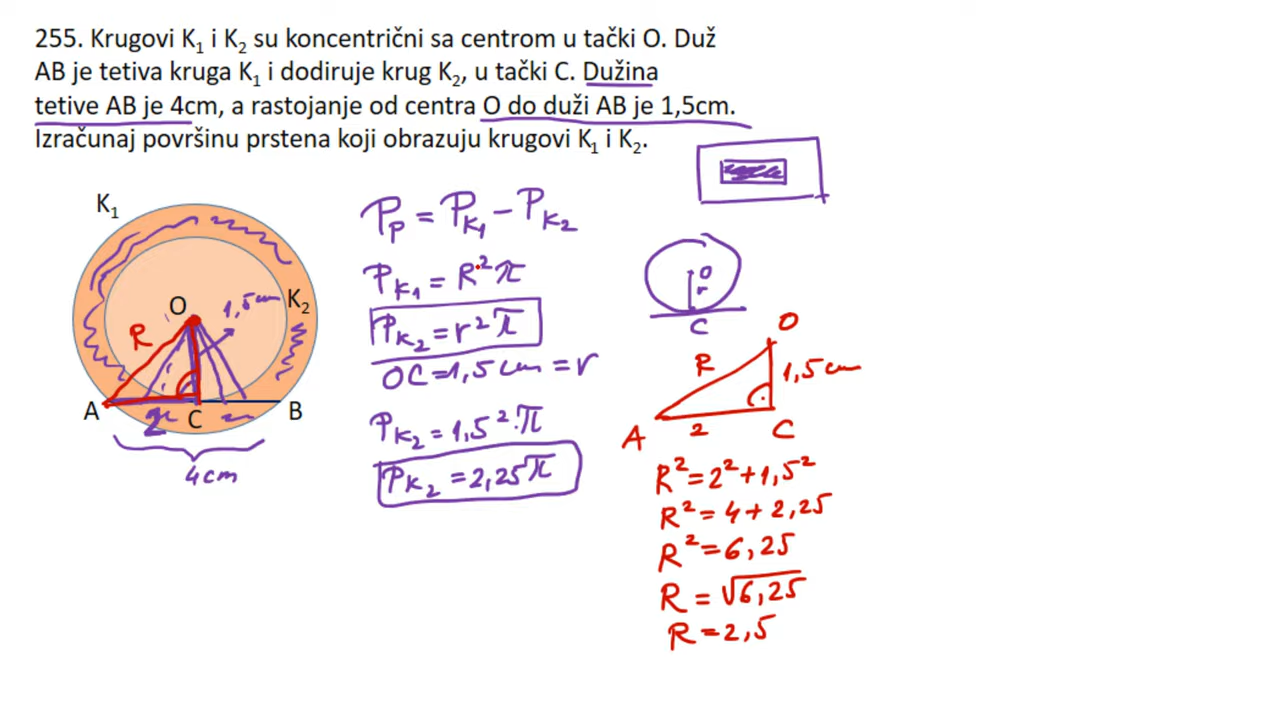 255. Krugovi K₁ i K₂ su koncentrični sa centrom u tački O. Duž
AB je tetiva kruga K₁ i dodiruje krug K₂, u tački C. Dužina
tetive AB je 4cm, a rastojanje od centra O do duži AB je 1,5cm.
Izračunaj površinu prstena koji obrazuju krugovi K₁ i K₂.
K₁
O
1,5cm
K₂
R
A
2
C
B
4cm
Pp = PK₁ - PK₂
PK₁ = R²π
PK₂ = r²π
OC=1,5cm = r
PK₂ = 1,5²·π
PK₂ = 2,25π
O
r
C
O
R
1,5cm
A
2
C
R² = 2² + 1,5²
R² = 4 + 2,25
R² = 6,25
R = √6,25
R = 2,5